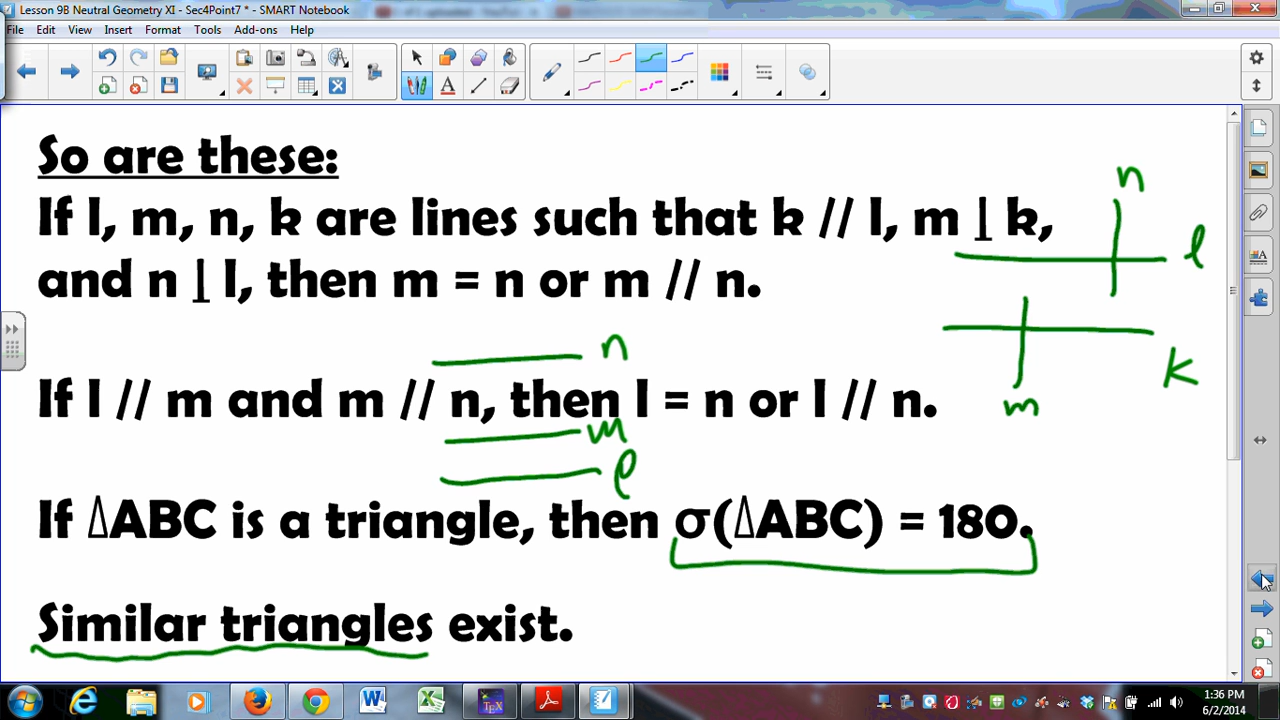 Lesson 9B Neutral Geometry XI - Sec4Point7 * - SMART Notebook
File Edit View Insert Format Tools Add-ons Help
So are these:
If l, m, n, k are lines such that k // l, m ⊥ k,
and n ⊥ l, then m = n or m // n.
n
l
k
m
n
If l // m and m // n, then l = n or l // n.
m
l
If ΔABC is a triangle, then σ(ΔABC) = 180.
Similar triangles exist.
1:36 PM
6/2/2014